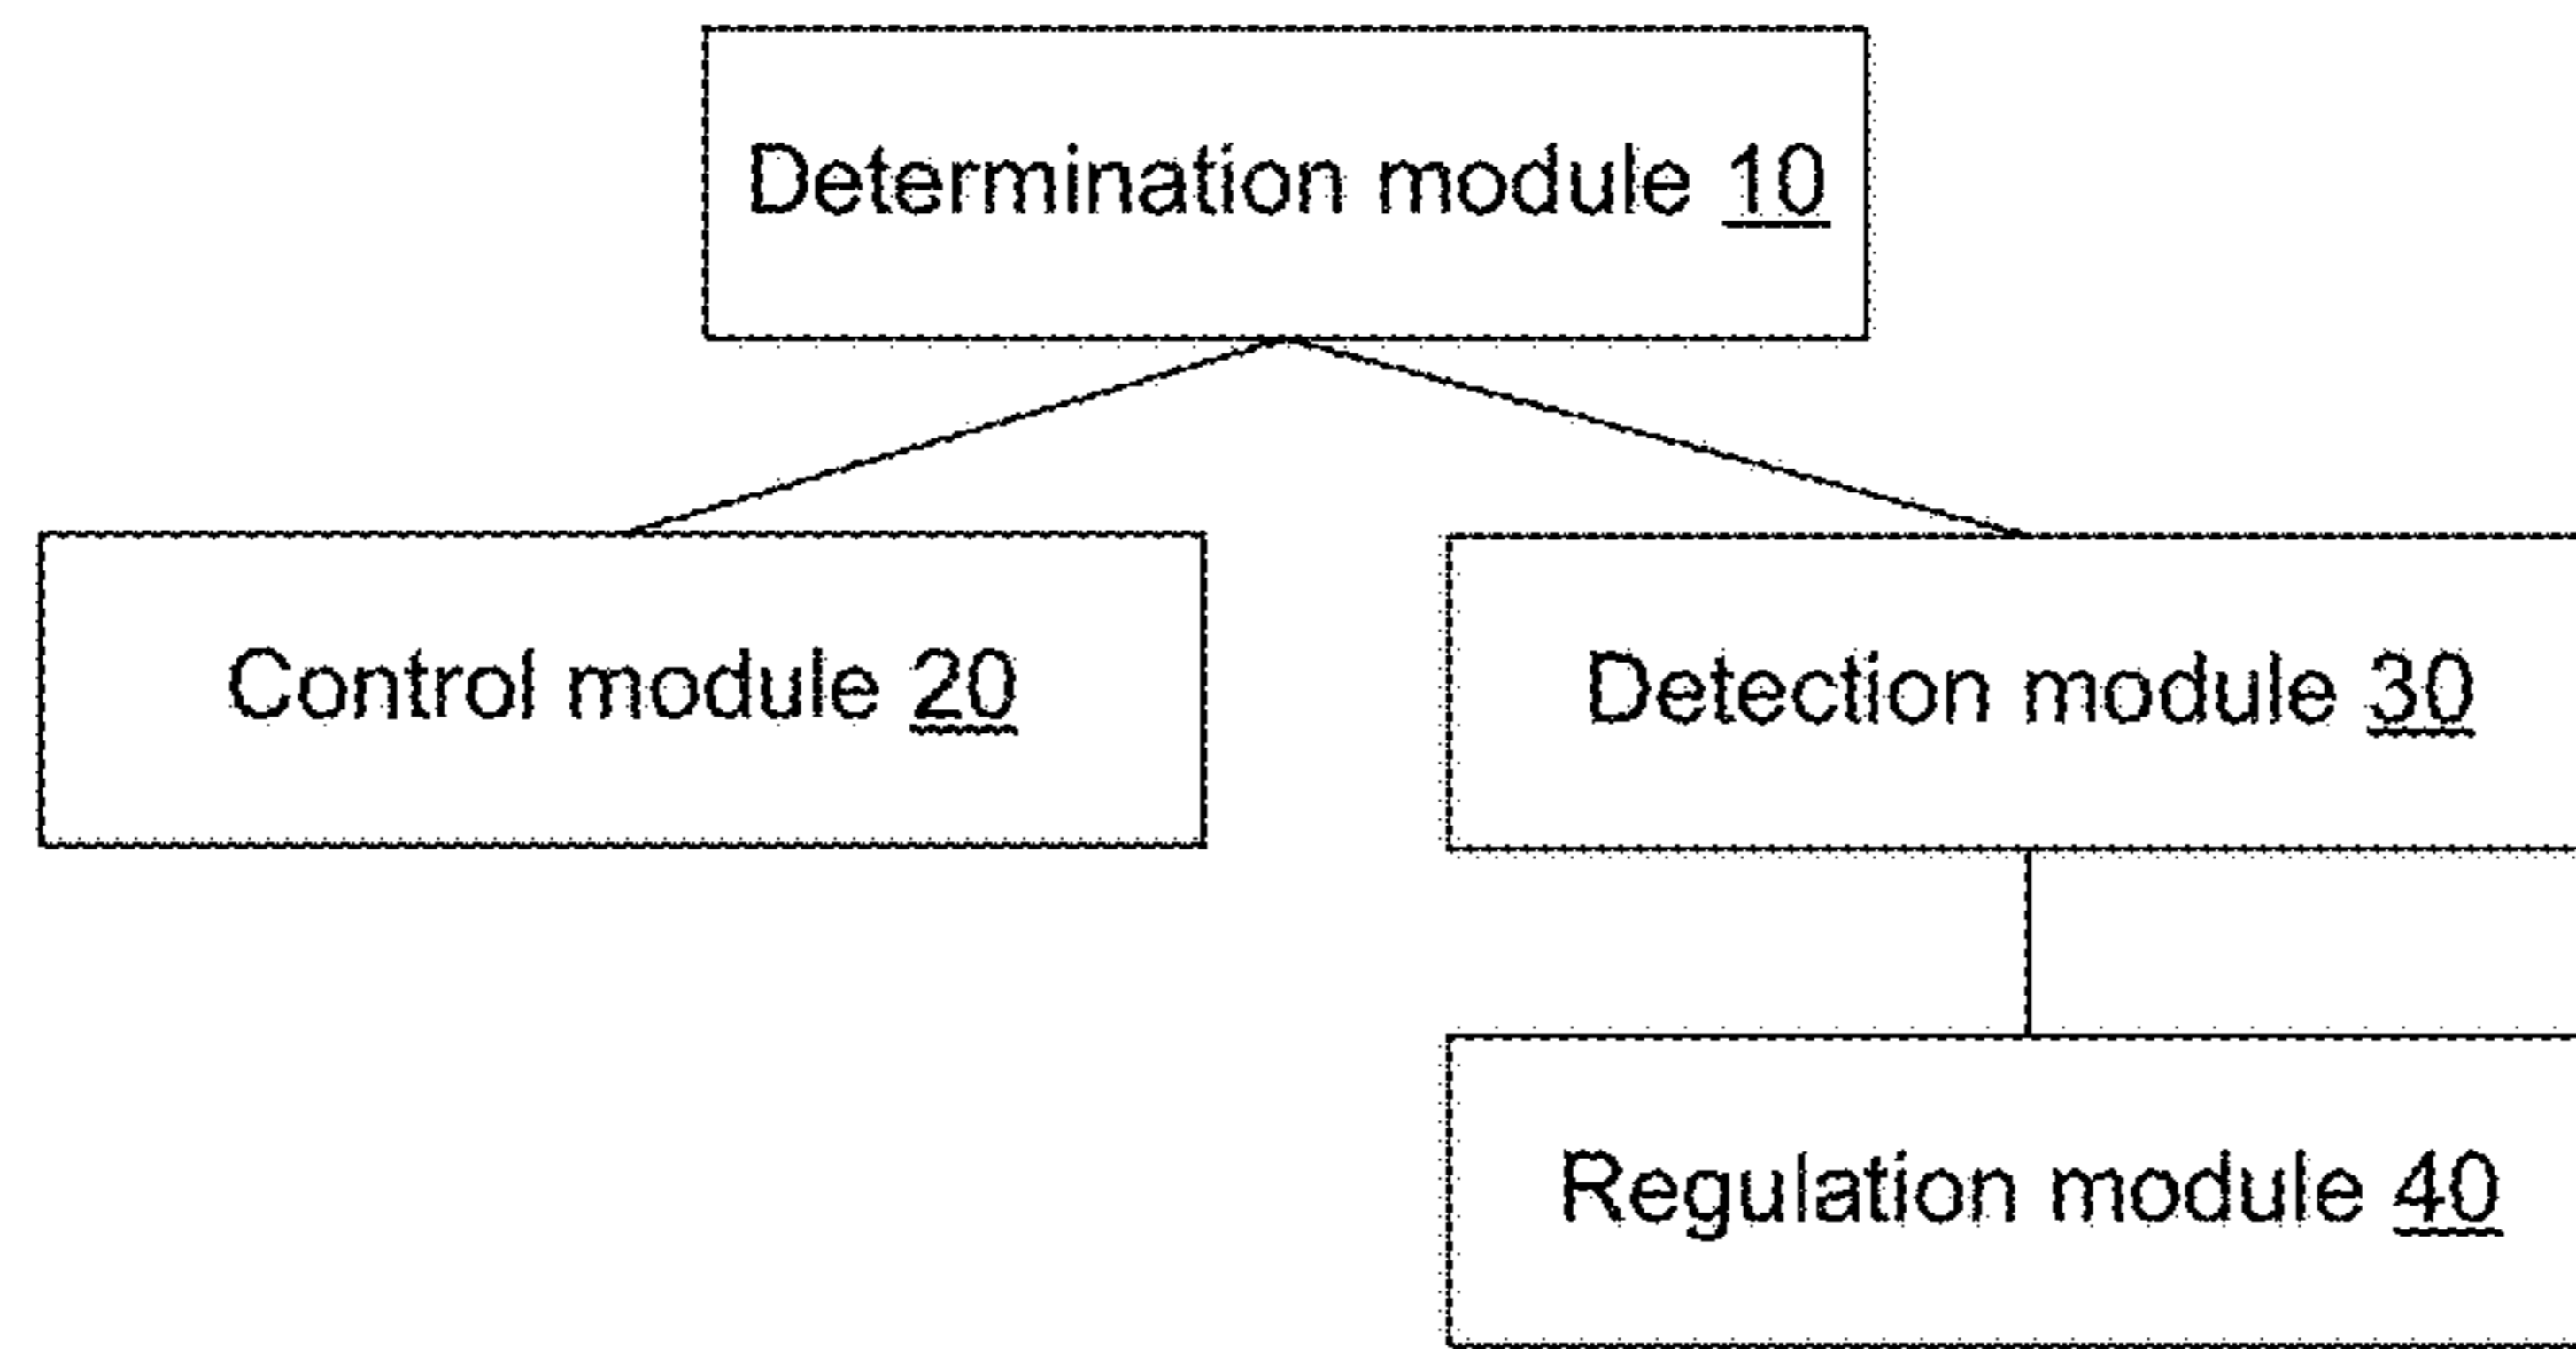 Determination module 10
Control module 20
Detection module 30
Regulation module 40